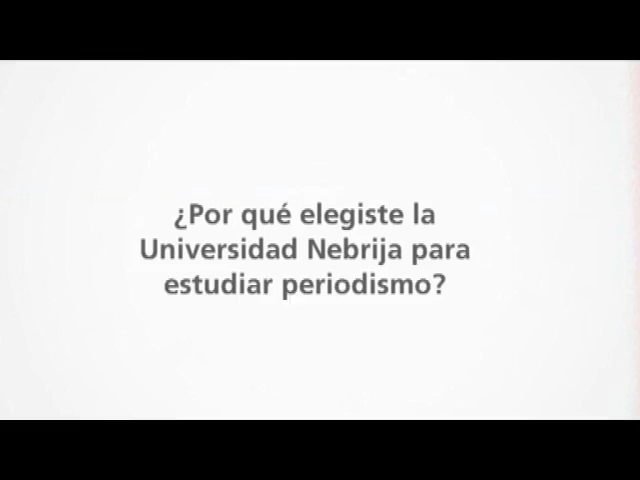 ¿Por qué elegiste la
Universidad Nebrija para
estudiar periodismo?